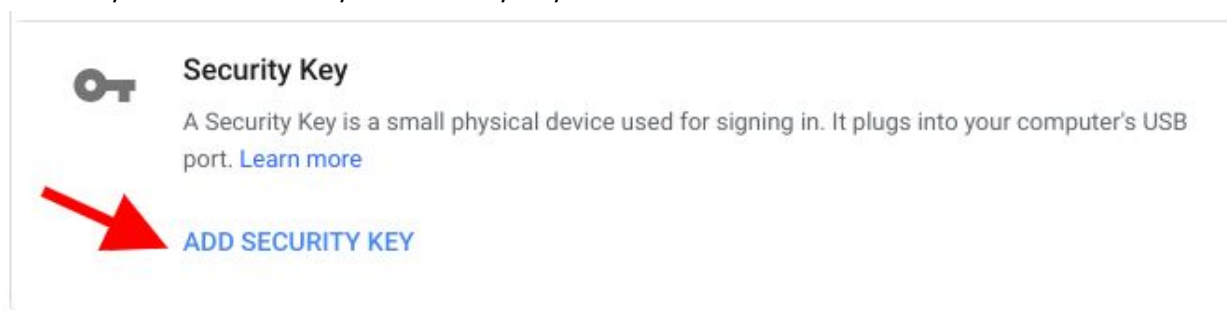 Security Key
A Security Key is a small physical device used for signing in. It plugs into your computer's USB
port. Learn more
ADD SECURITY KEY